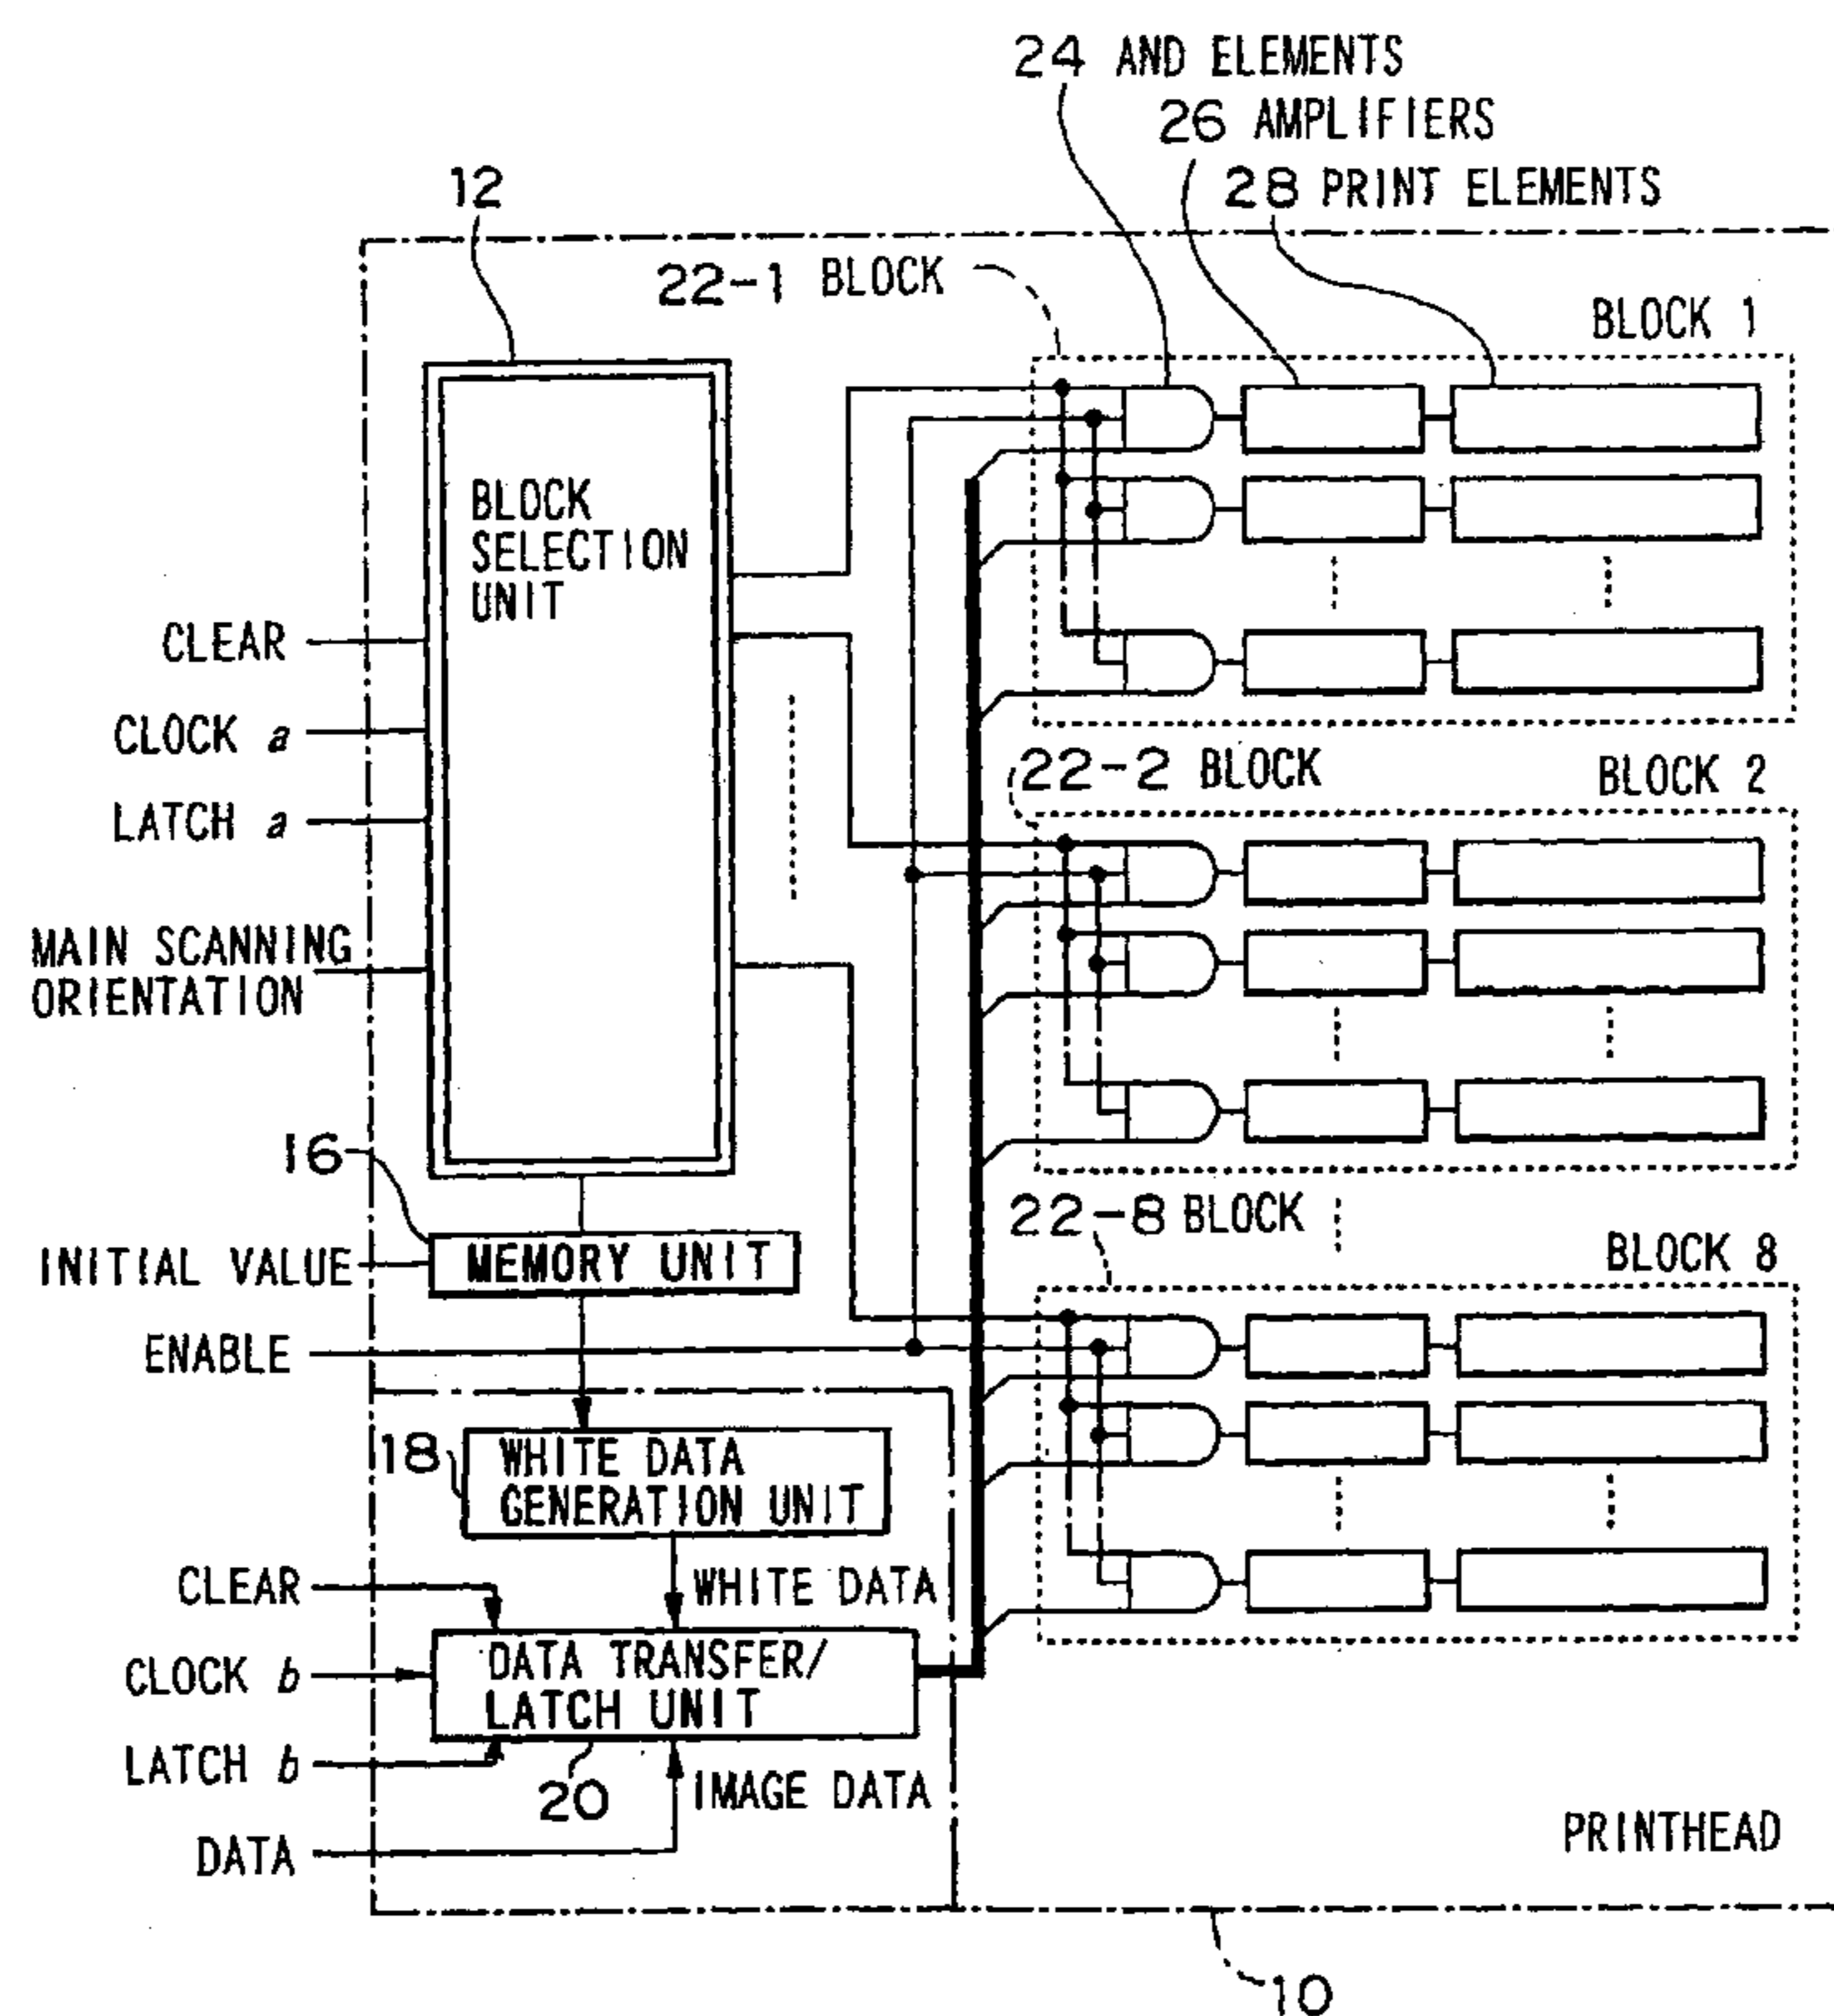 24 AND ELEMENTS
26 AMPLIFIERS
28 PRINT ELEMENTS
12
22-1 BLOCK
BLOCK 1
BLOCK
SELECTION
UNIT
CLEAR
CLOCK a
LATCH a
MAIN SCANNING
ORIENTATION
22-2 BLOCK
BLOCK 2
16
22-8 BLOCK
BLOCK 8
INITIAL VALUE
MEMORY UNIT
ENABLE
18
WHITE DATA
GENERATION UNIT
CLEAR
WHITE DATA
CLOCK b
DATA TRANSFER/
LATCH UNIT
LATCH b
20
IMAGE DATA
DATA
PRINTHEAD
10